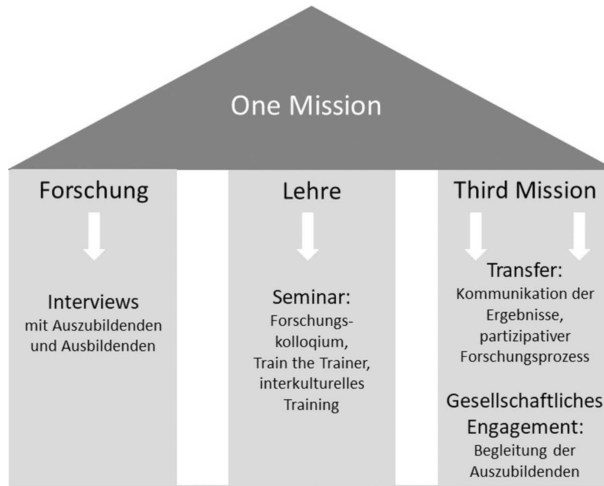 One Mission
Forschung
Interviews
mit Auszubildenden
und Ausbildenden
Lehre
Seminar:
Forschungs-
kolloqium,
Train the Trainer,
interkulturelles
Training
Third Mission
Transfer:
Kommunikation der
Ergebnisse,
partizipativer
Forschungsprozess
Gesellschaftliches
Engagement:
Begleitung der
Auszubildenden